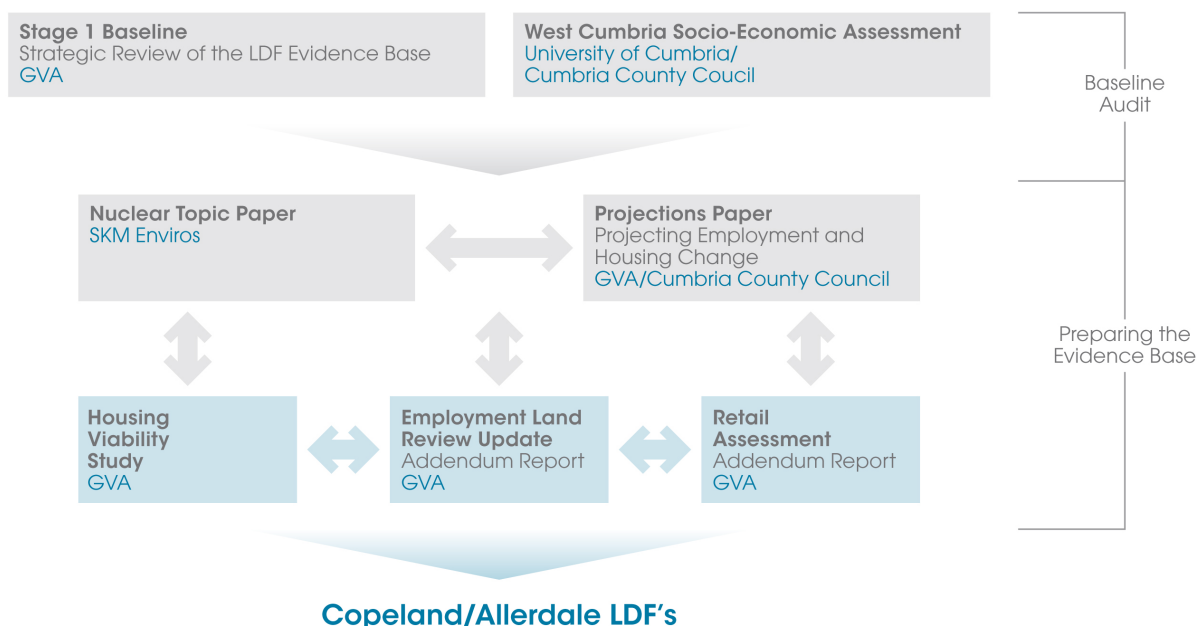 Stage 1 Baseline
Strategic Review of the LDF Evidence Base
GVA
West Cumbria Socio-Economic Assessment
University of Cumbria/
Cumbria County Coucil
Baseline
Audit
Nuclear Topic Paper
SKM Enviros
Projections Paper
Projecting Employment and
Housing Change
GVA/Cumbria County Council
Preparing the
Evidence Base
Housing
Viability
Study
GVA
Employment Land
Review Update
Addendum Report
GVA
Retail
Assessment
Addendum Report
GVA
Copeland/Allerdale LDF's